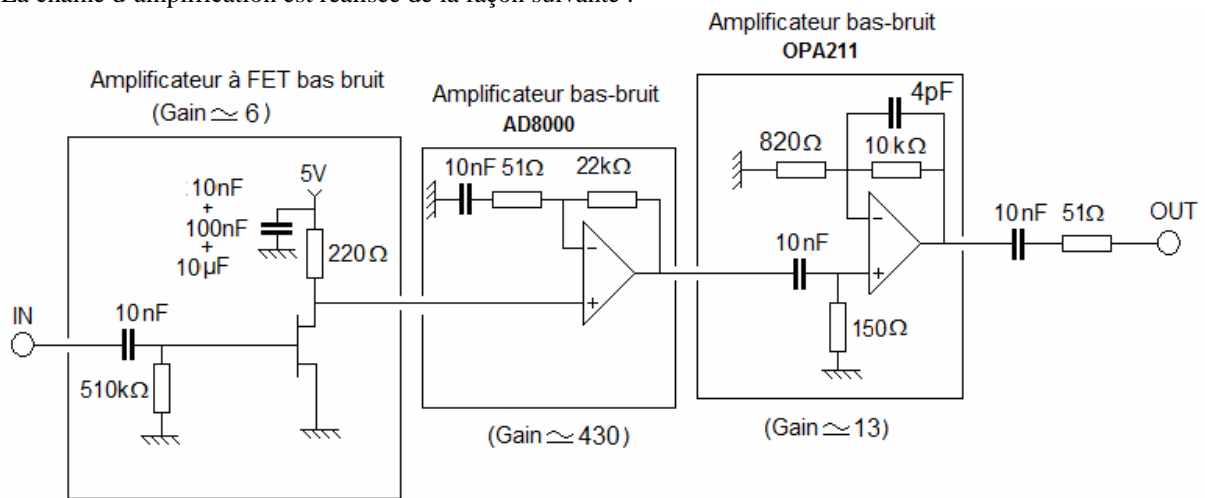 La chaîne d'amplification est réalisée de la façon suivante :
Amplificateur bas-bruit
OPA211
Amplificateur à FET bas bruit
(Gain ≃ 6)
Amplificateur bas-bruit
AD8000
4pF
820Ω
10kΩ
10nF
51Ω
22kΩ
5V
10nF
+
100nF
+
10µF
220Ω
10nF
10nF
51Ω
OUT
IN
10nF
510kΩ
150Ω
(Gain ≃ 430)
(Gain ≃ 13)
-
+
-
+